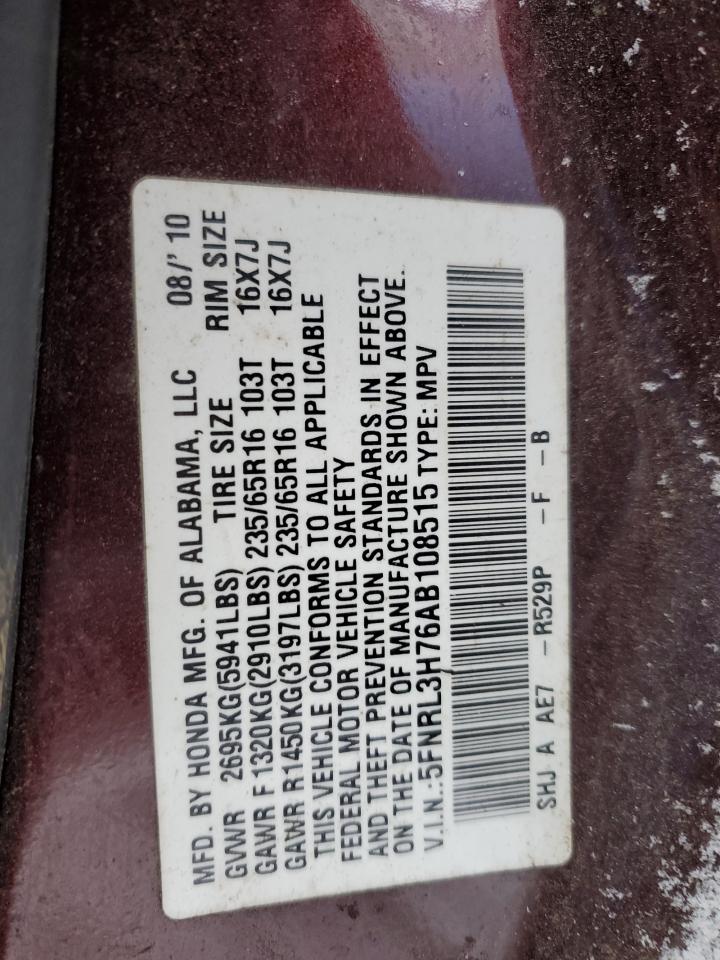 MFD. BY HONDA MFG. OF ALABAMA, LLC 08/' 10
GVWR 2695KG(5941LBS) TIRE SIZE RIM SIZE
GAWR F 1320KG(2910LBS) 235/65R16 103T 16X7J
GAWR R 1450KG(3197LBS) 235/65R16 103T 16X7J
THIS VEHICLE CONFORMS TO ALL APPLICABLE
FEDERAL MOTOR VEHICLE SAFETY
AND THEFT PREVENTION STANDARDS IN EFFECT
ON THE DATE OF MANUFACTURE SHOWN ABOVE.
V.I.N.:5FNRL3H76AB108515 TYPE: MPV
SHJ A AE7 -R529P -F -B